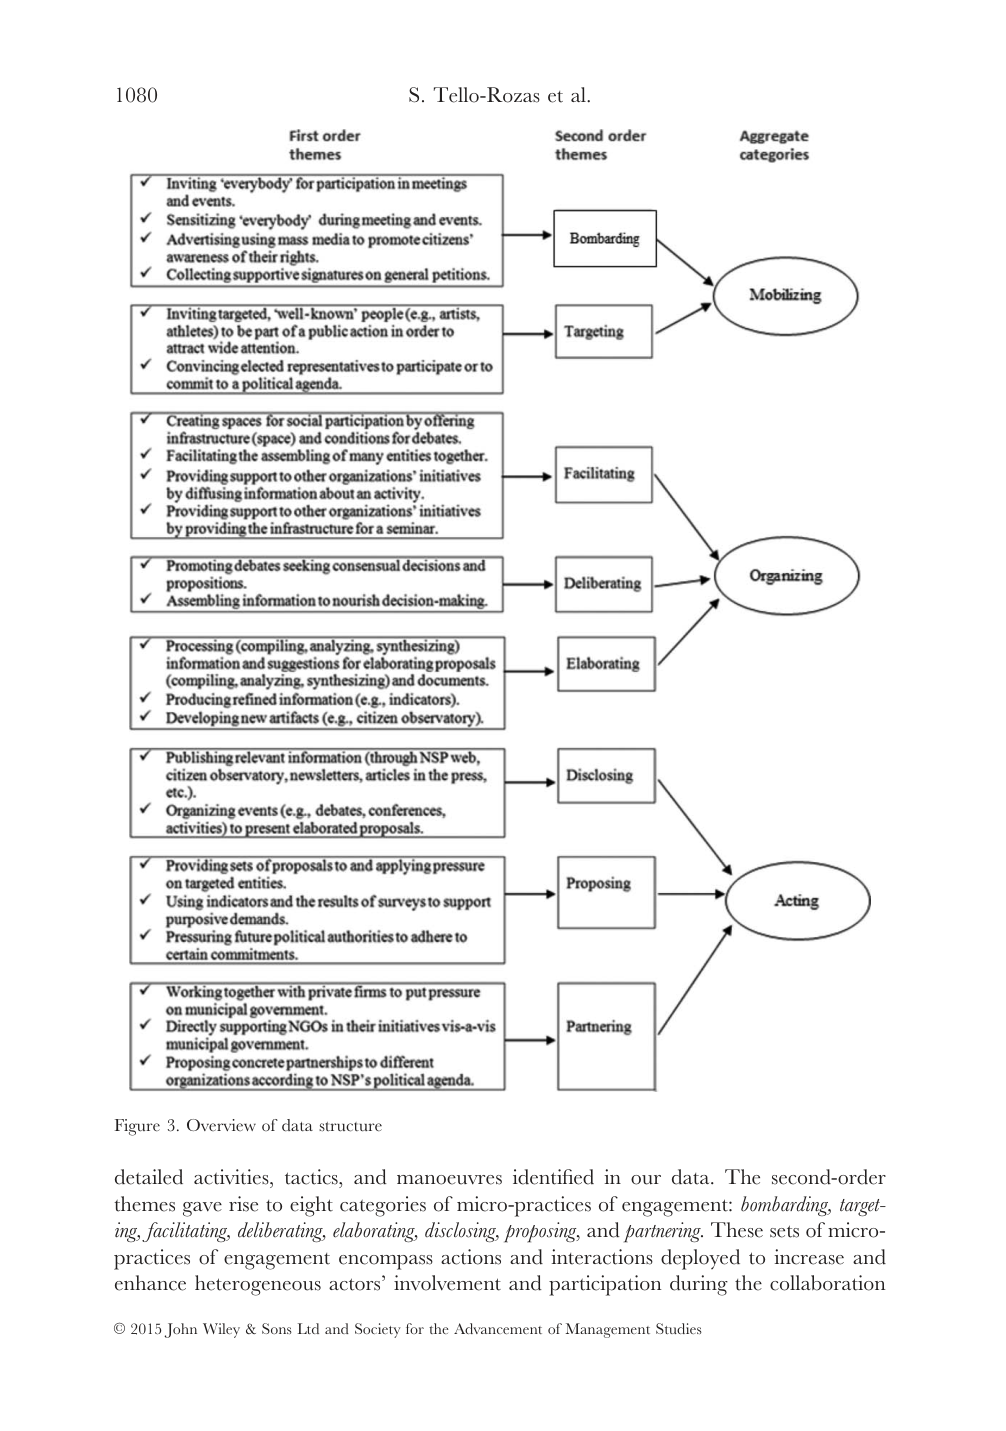 1080
S. Tello-Rozas et al.
First order
themes
Second order
themes
Aggregate
categories
✓ Inviting ‘everybody’ for participation in meetings
and events.
✓ Sensitizing ‘everybody’ during meeting and events.
✓ Advertising using mass media to promote citizens’
awareness of their rights.
✓ Collecting supportive signatures on general petitions.
Bombarding
✓ Inviting targeted, ‘well-known’ people (e.g., artists,
athletes) to be part of a public action in order to
attract wide attention.
✓ Convincing elected representatives to participate or to
commit to a political agenda.
Targeting
Mobilizing
✓ Creating spaces for social participation by offering
infrastructure (space) and conditions for debates.
✓ Facilitating the assembling of many entities together.
✓ Providing support to other organizations’ initiatives
by diffusing information about an activity.
✓ Providing support to other organizations’ initiatives
by providing the infrastructure for a seminar.
Facilitating
✓ Promoting debates seeking consensual decisions and
propositions.
✓ Assembling information to nourish decision-making.
Deliberating
Organizing
✓ Processing (compiling, analyzing, synthesizing)
information and suggestions for elaborating proposals
(compiling, analyzing, synthesizing) and documents.
✓ Producing refined information (e.g., indicators).
✓ Developing new artifacts (e.g., citizen observatory).
Elaborating
✓ Publishing relevant information (through NSP web,
citizen observatory, newsletters, articles in the press,
etc.).
✓ Organizing events (e.g., debates, conferences,
activities) to present elaborated proposals.
Disclosing
✓ Providing sets of proposals to and applying pressure
on targeted entities.
✓ Using indicators and the results of surveys to support
purposive demands.
✓ Pressuring future political authorities to adhere to
certain commitments.
Proposing
Acting
✓ Working together with private firms to put pressure
on municipal government.
✓ Directly supporting NGOs in their initiatives vis-a-vis
municipal government.
✓ Proposing concrete partnerships to different
organizations according to NSP’s political agenda.
Partnering
Figure 3. Overview of data structure
detailed activities, tactics, and manoeuvres identified in our data. The second-order
themes gave rise to eight categories of micro-practices of engagement: bombarding, target-
ing, facilitating, deliberating, elaborating, disclosing, proposing, and partnering. These sets of micro-
practices of engagement encompass actions and interactions deployed to increase and
enhance heterogeneous actors’ involvement and participation during the collaboration
© 2015 John Wiley & Sons Ltd and Society for the Advancement of Management Studies